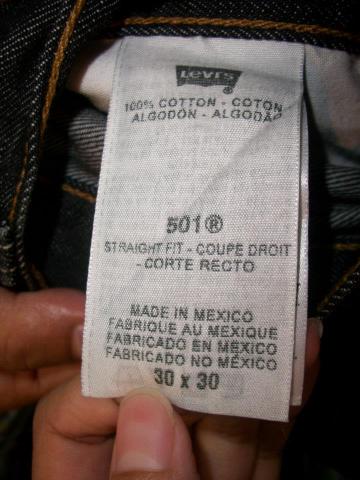 Levi's
100% COTTON - COTON
ALGODÓN - ALGODÃO
501®
STRAIGHT FIT - COUPE DROIT
- CORTE RECTO
MADE IN MEXICO
FABRIQUE AU MEXIQUE
FABRICADO EN MÉXICO
FABRICADO NO MÉXICO
30 x 30